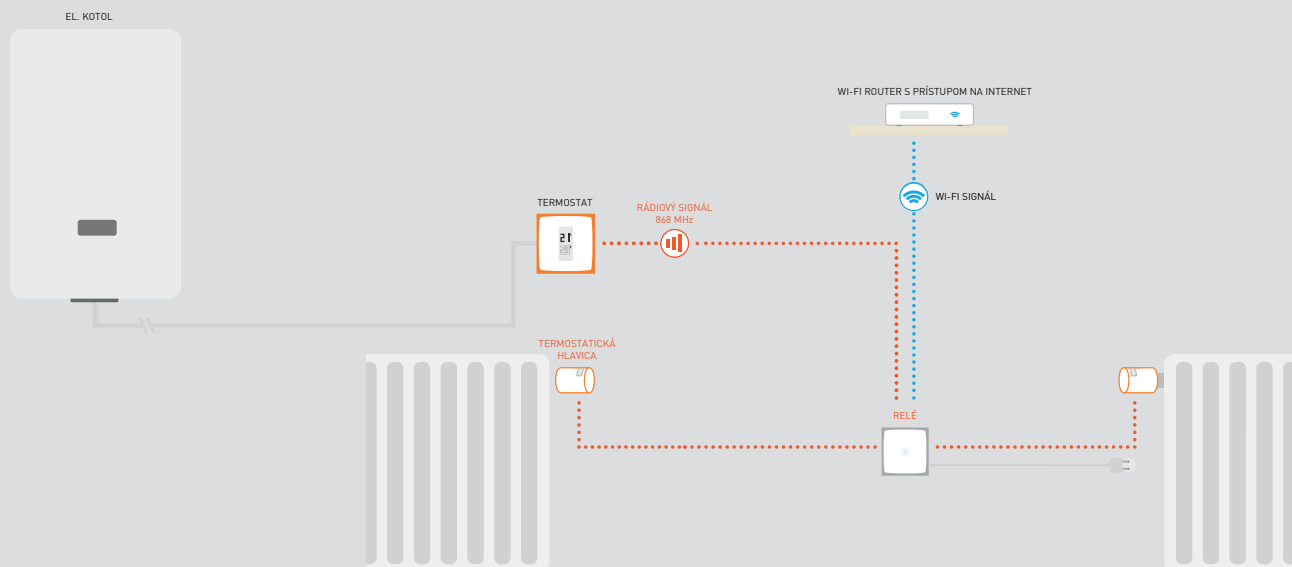 EL. KOTOL
WI-FI ROUTER S PRÍSTUPOM NA INTERNET
WI-FI SIGNÁL
TERMOSTAT
RÁDIOVÝ SIGNÁL
868 MHz
TERMOSTATICKÁ
HLAVICA
RELÉ